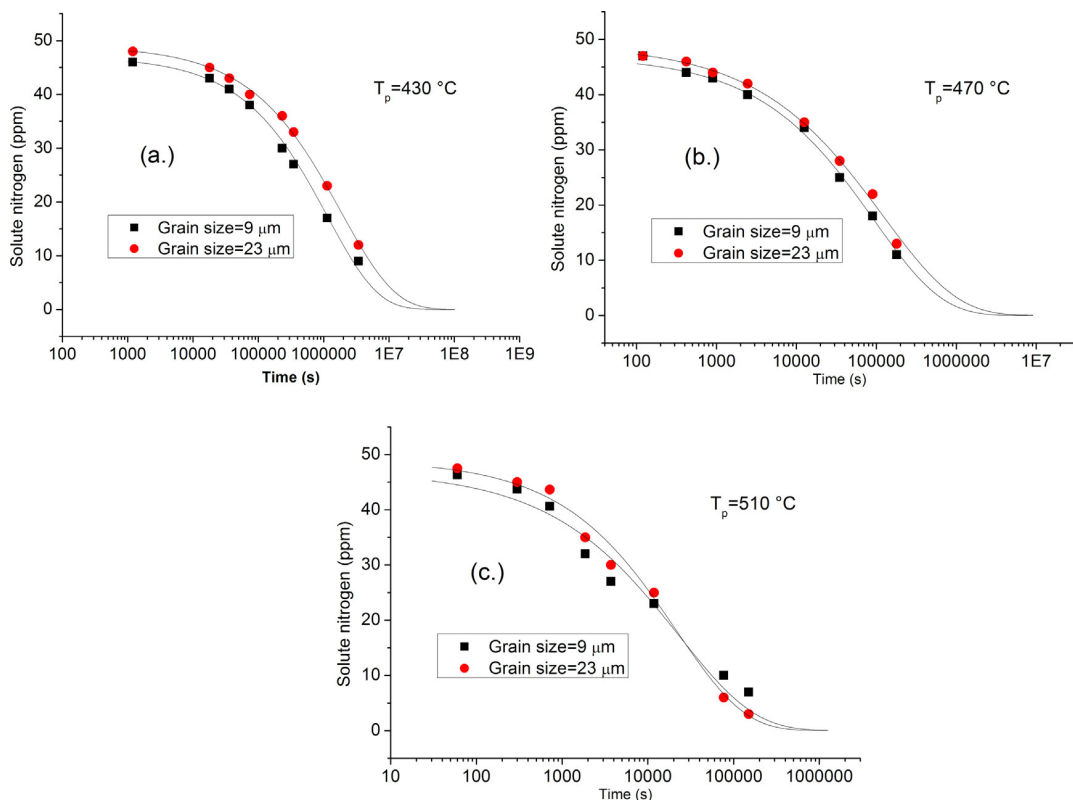 50
40
30
20
10
0
Solute nitrogen (ppm)
Tp=430 °C
(a.)
Grain size=9 μm
Grain size=23 μm
100 1000 10000 100000 1000000 1E7 1E8 1E9
Time (s)
50
40
30
20
10
0
Solute nitrogen (ppm)
Tp=470 °C
(b.)
Grain size=9 μm
Grain size=23 μm
100 1000 10000 100000 1000000 1E7
Time (s)
50
40
30
20
10
0
Solute nitrogen (ppm)
Tp=510 °C
(c.)
Grain size=9 μm
Grain size=23 μm
10 100 1000 10000 100000 1000000
Time (s)